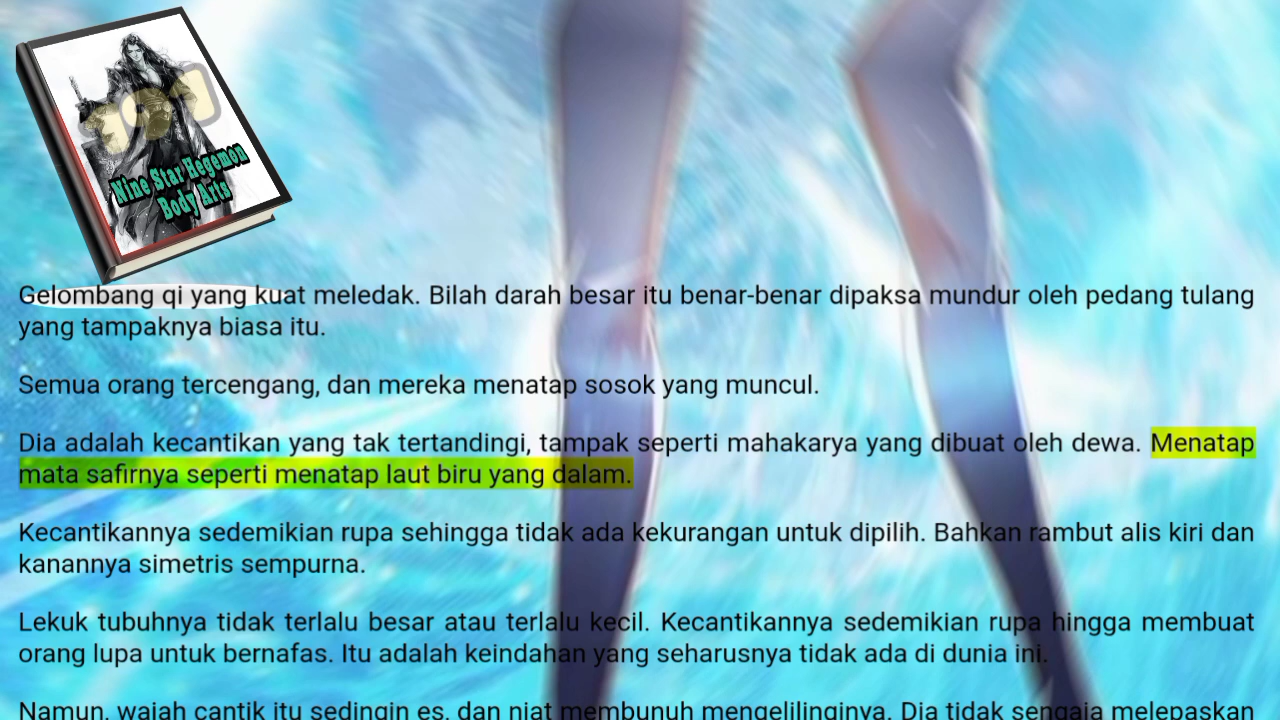 191
Nine Star Hegemon
Body Arts
Gelombang qi yang kuat meledak. Bilah darah besar itu benar-benar dipaksa mundur oleh pedang tulang
yang tampaknya biasa itu.
Semua orang tercengang, dan mereka menatap sosok yang muncul.
Dia adalah kecantikan yang tak tertandingi, tampak seperti mahakarya yang dibuat oleh dewa. Menatap
mata safirnya seperti menatap laut biru yang dalam.
Kecantikannya sedemikian rupa sehingga tidak ada kekurangan untuk dipilih. Bahkan rambut alis kiri dan
kanannya simetris sempurna.
Lekuk tubuhnya tidak terlalu besar atau terlalu kecil. Kecantikannya sedemikian rupa hingga membuat
orang lupa untuk bernafas. Itu adalah keindahan yang seharusnya tidak ada di dunia ini.
Namun, wajah cantik itu sedingin es, dan niat membunuh mengelilinginya. Dia tidak sengaja melepaskan